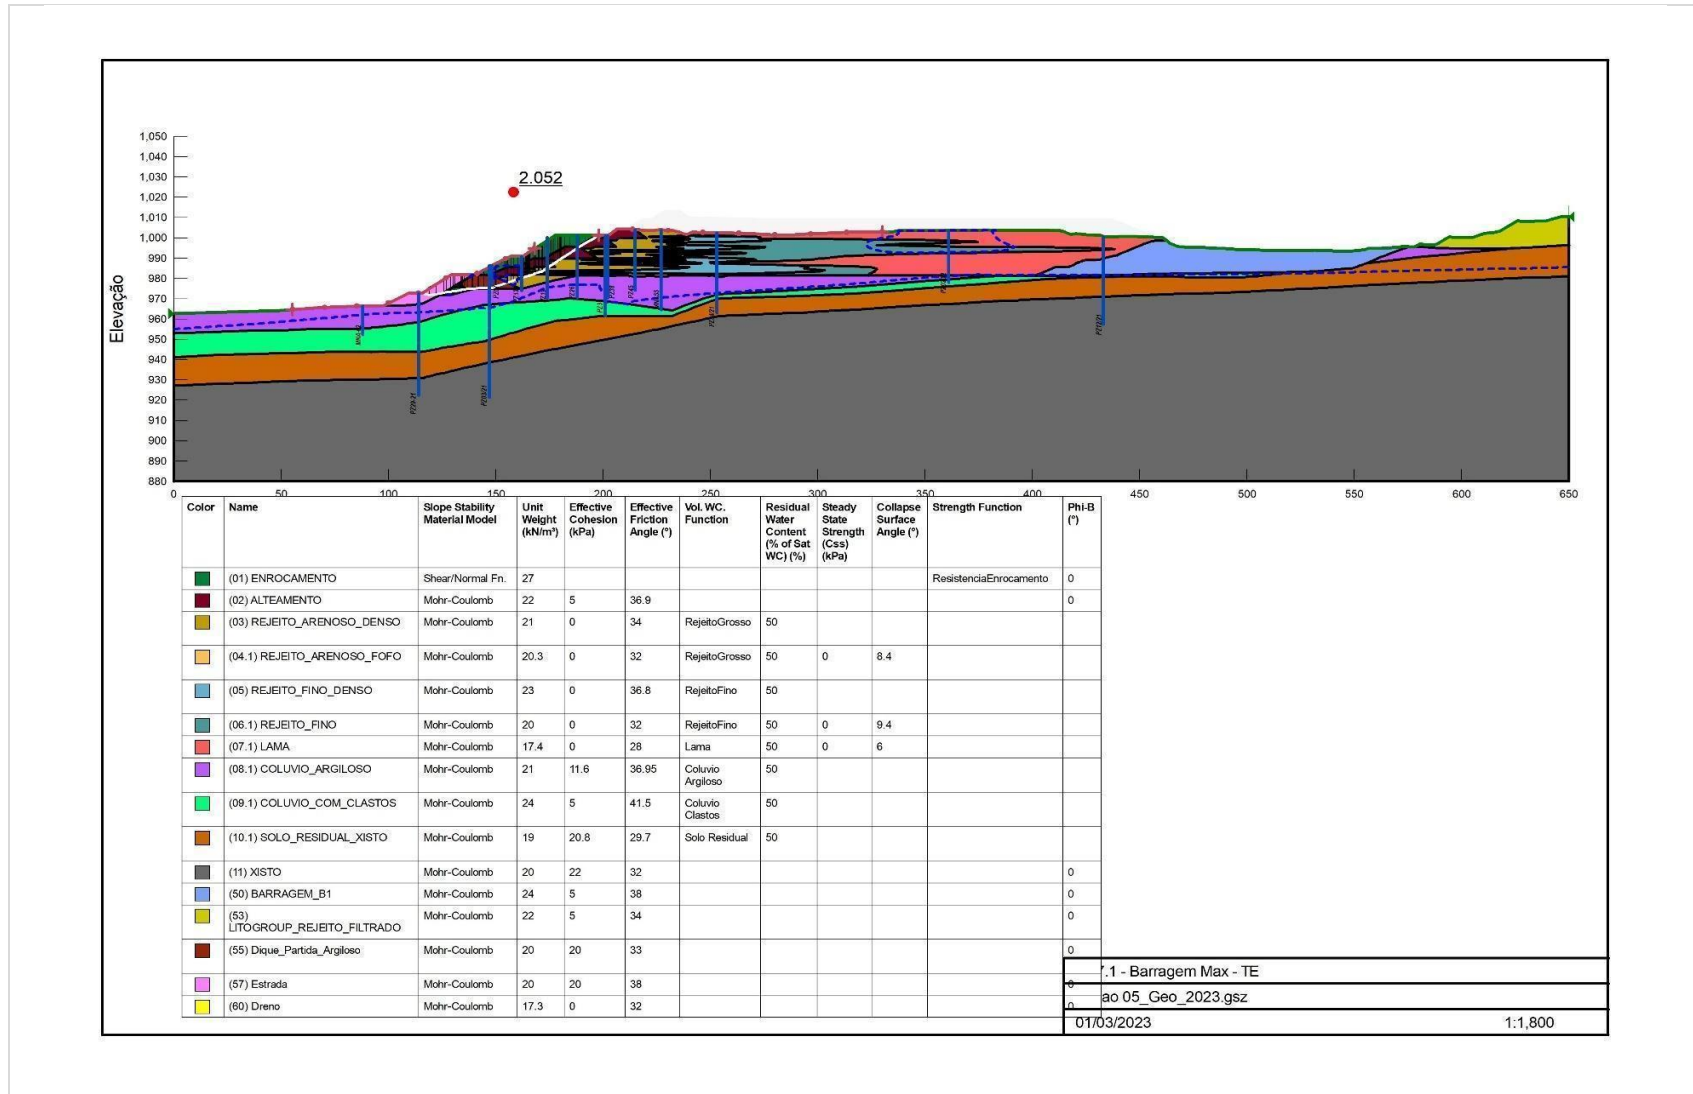 1,050
1,040
1,030
1,020
1,010
1,000
990
980
970
960
950
940
930
920
910
900
890
880
Elevação
2.052
PZ29-21
0 50 100 150 200 250 300 350 400 450 500 550 600 650
Color Name Slope Stability Material Model Unit Weight (kN/m³) Effective Cohesion (kPa) Effective Friction Angle (°) Vol. WC. Function Residual Water Content (% of Sat WC) (%) Steady State Strength (Css) (kPa) Collapse Surface Angle (°) Strength Function Phi-B (°)
(01) ENROCAMENTO Shear/Normal Fn. 27 ResistenciaEnrocamento 0
(02) ALTEAMENTO Mohr-Coulomb 22 5 36.9 0
(03) REJEITO_ARENOSO_DENSO Mohr-Coulomb 21 0 34 RejeitoGrosso 50
(04.1) REJEITO_ARENOSO_FOFO Mohr-Coulomb 20.3 0 32 RejeitoGrosso 50 0 8.4
(05) REJEITO_FINO_DENSO Mohr-Coulomb 23 0 36.8 RejeitoFino 50
(06.1) REJEITO_FINO Mohr-Coulomb 20 0 32 RejeitoFino 50 0 9.4
(07.1) LAMA Mohr-Coulomb 17.4 0 28 Lama 50 0 6
(08.1) COLUVIO_ARGILOSO Mohr-Coulomb 21 11.6 36.95 Coluvio Argiloso 50
(09.1) COLUVIO_COM_CLASTOS Mohr-Coulomb 24 5 41.5 Coluvio Clastos 50
(10.1) SOLO_RESIDUAL_XISTO Mohr-Coulomb 19 20.8 29.7 Solo Residual 50
(11) XISTO Mohr-Coulomb 20 22 32 0
(50) BARRAGEM_B1 Mohr-Coulomb 24 5 38 0
(53) LITOGROUP_REJEITO_FILTRADO Mohr-Coulomb 22 5 34 0
(55) Dique_Partida_Argiloso Mohr-Coulomb 20 20 33 0
(57) Estrada Mohr-Coulomb 20 20 38 0
(60) Dreno Mohr-Coulomb 17.3 0 32 0
.1 - Barragem Max - TE
ao 05_Geo_2023.gsz
01/03/2023 1:1,800